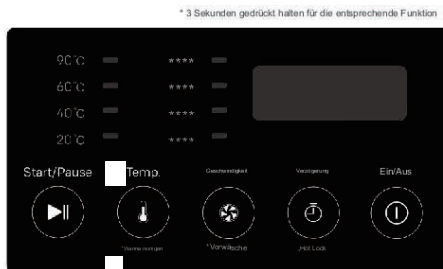 * 3 Sekunden gedrückt halten für die entsprechende Funktion
90°C ****
60°C ****
40°C ****
20°C ****
Start/Pause Temp. Geschwindigkeit Verzögerung Ein/Aus
*Vorwäsche Hot Lock